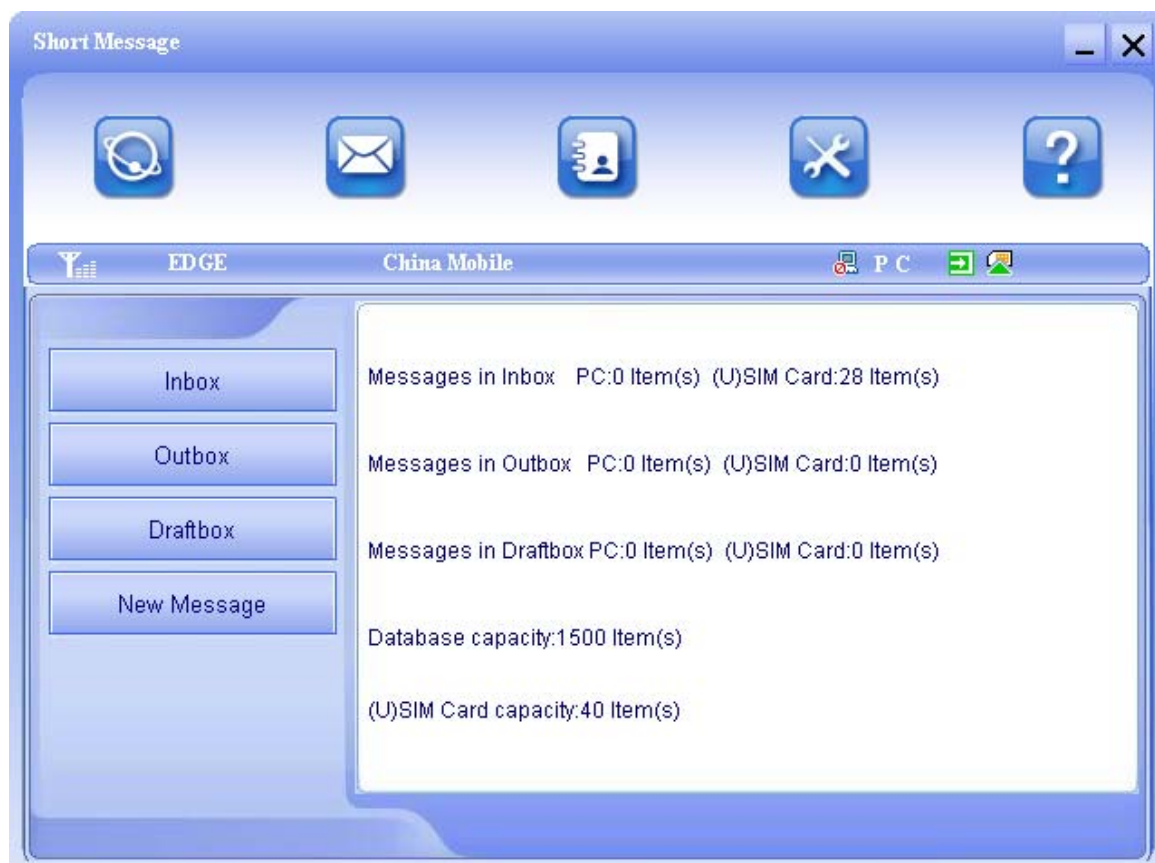 Short Message
EDGE China Mobile PC
Inbox
Outbox
Draftbox
New Message
Messages in Inbox PC:0 Item(s) (U)SIM Card:28 Item(s)
Messages in Outbox PC:0 Item(s) (U)SIM Card:0 Item(s)
Messages in Draftbox PC:0 Item(s) (U)SIM Card:0 Item(s)
Database capacity:1500 Item(s)
(U)SIM Card capacity:40 Item(s)